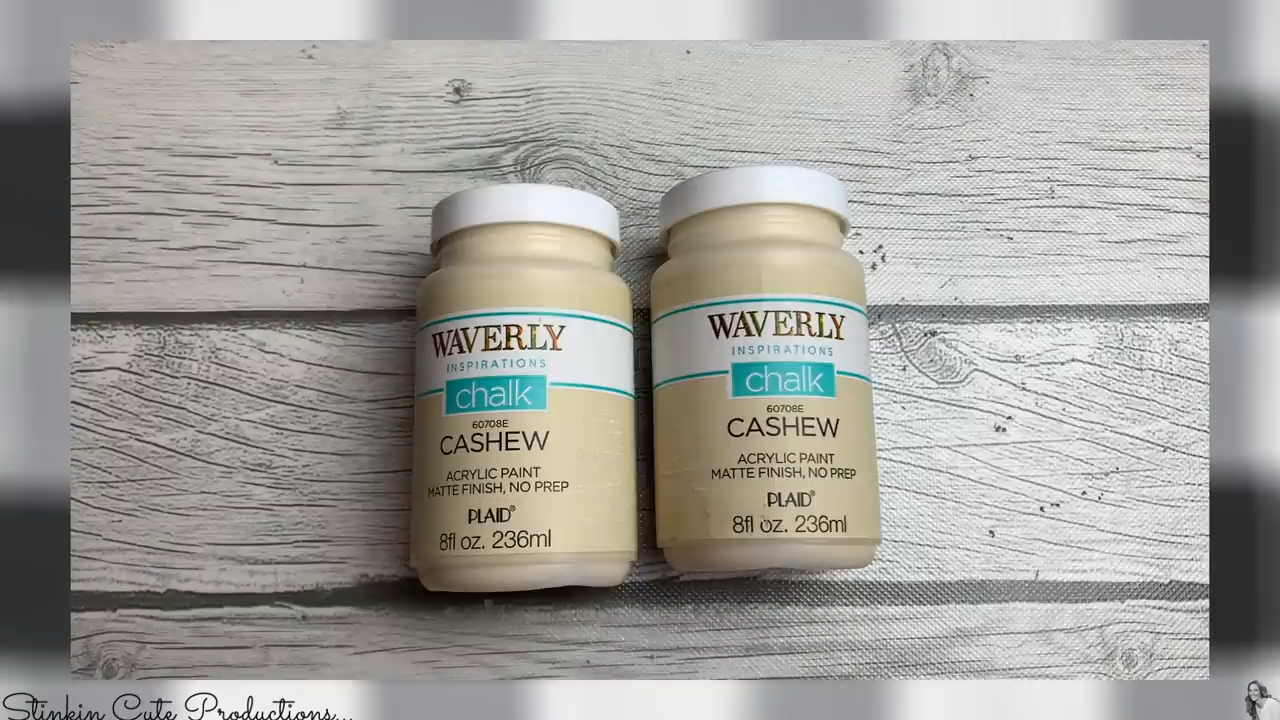 WAVERLY
INSPIRATIONS
chalk
60708E
CASHEW
ACRYLIC PAINT
MATTE FINISH, NO PREP
PLAID®
8fl oz. 236ml
WAVERLY
INSPIRATIONS
chalk
60708E
CASHEW
ACRYLIC PAINT
MATTE FINISH, NO PREP
PLAID®
8fl oz. 236ml
Stinkin Cute Productions...